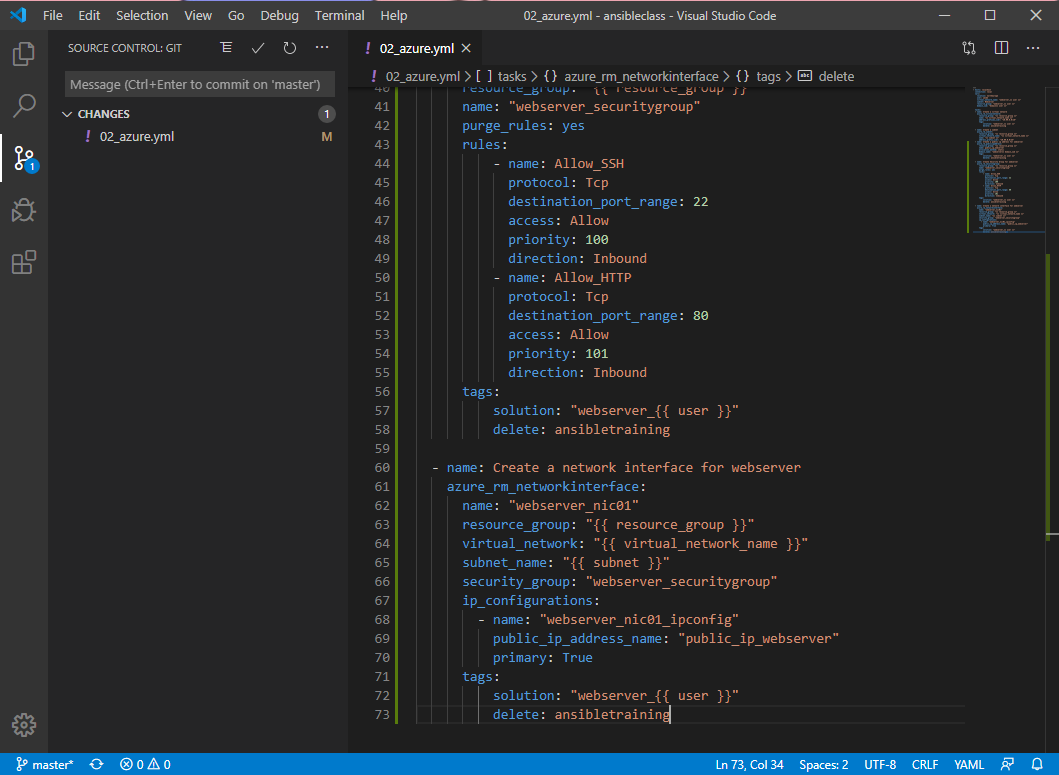 File Edit Selection View Go Debug Terminal Help 02_azure.yml - ansibleclass - Visual Studio Code
SOURCE CONTROL: GIT
! 02_azure.yml
Message (Ctrl+Enter to commit on 'master')
! 02_azure.yml > [ ] tasks > {} azure_rm_networkinterface > {} tags > abc delete
CHANGES 1
! 02_azure.yml M
1
40 resource_group: "{{ resource_group }}"
41 name: "webserver_securitygroup"
42 purge_rules: yes
43 rules:
44 - name: Allow_SSH
45 protocol: Tcp
46 destination_port_range: 22
47 access: Allow
48 priority: 100
49 direction: Inbound
50 - name: Allow_HTTP
51 protocol: Tcp
52 destination_port_range: 80
53 access: Allow
54 priority: 101
55 direction: Inbound
56 tags:
57 solution: "webserver_{{ user }}"
58 delete: ansibletraining
59
60 - name: Create a network interface for webserver
61 azure_rm_networkinterface:
62 name: "webserver_nic01"
63 resource_group: "{{ resource_group }}"
64 virtual_network: "{{ virtual_network_name }}"
65 subnet_name: "{{ subnet }}"
66 security_group: "webserver_securitygroup"
67 ip_configurations:
68 - name: "webserver_nic01_ipconfig"
69 public_ip_address_name: "public_ip_webserver"
70 primary: True
71 tags:
72 solution: "webserver_{{ user }}"
73 delete: ansibletraining
master* 0 0 Ln 73, Col 34 Spaces: 2 UTF-8 CRLF YAML